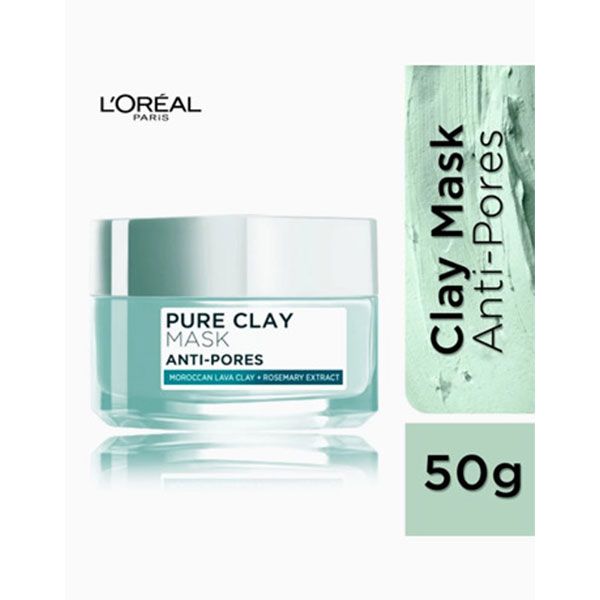 L'ORÉAL
PARIS
PURE CLAY
MASK
ANTI-PORES
MOROCCAN LAVA CLAY + ROSEMARY EXTRACT
Clay Mask
Anti-Pores
50g